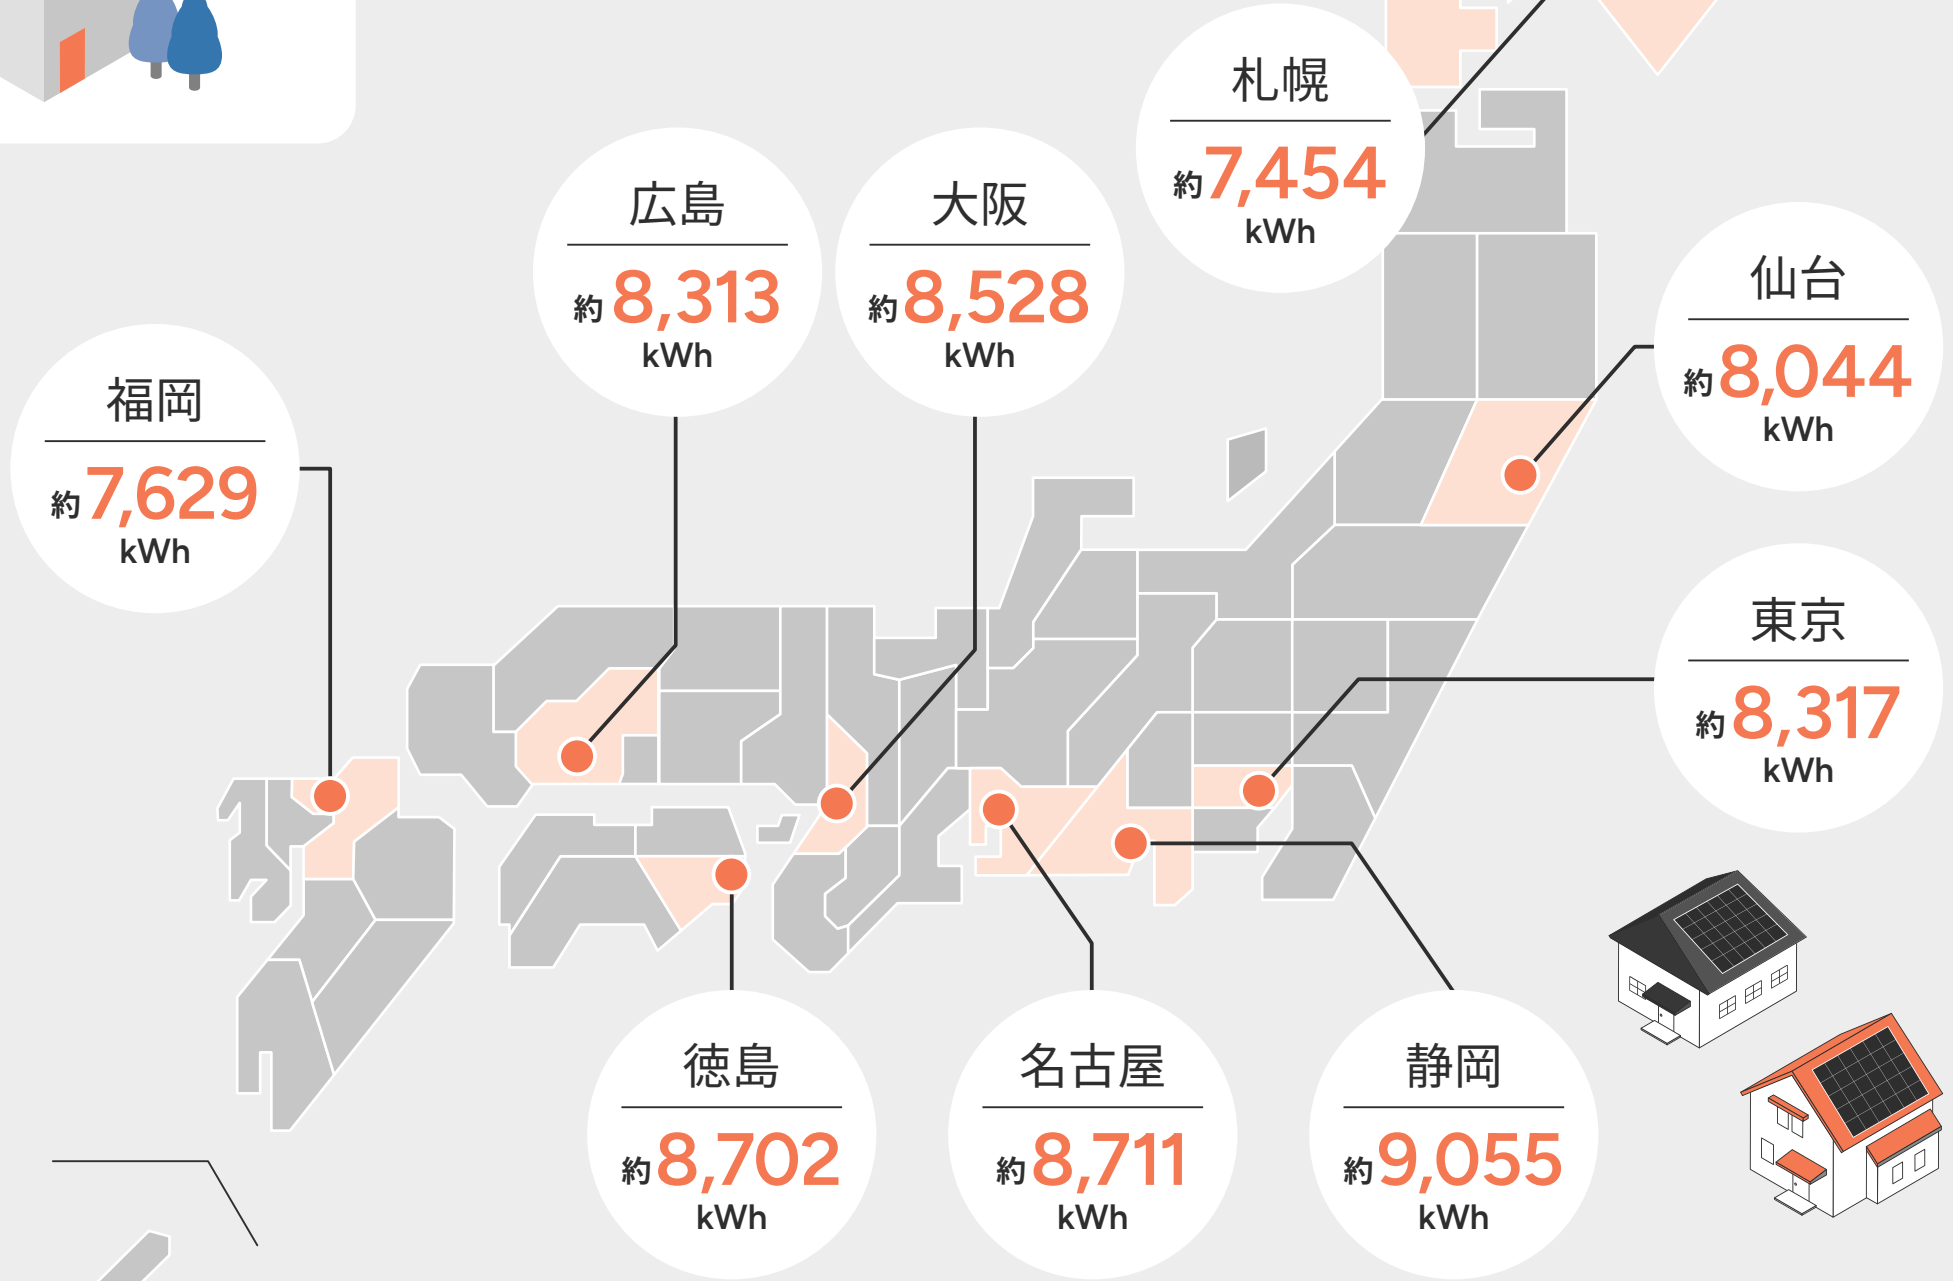 札幌
約7,454
kWh
広島
約8,313
kWh
大阪
約8,528
kWh
仙台
約8,044
kWh
福岡
約7,629
kWh
東京
約8,317
kWh
徳島
約8,702
kWh
名古屋
約8,711
kWh
静岡
約9,055
kWh